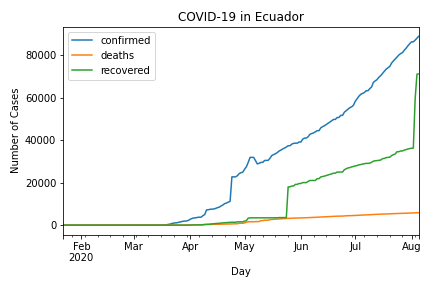 COVID-19 in Ecuador
confirmed
deaths
recovered
Number of Cases
80000
60000
40000
20000
0
Feb
2020
Mar
Apr
May
Jun
Jul
Aug
Day